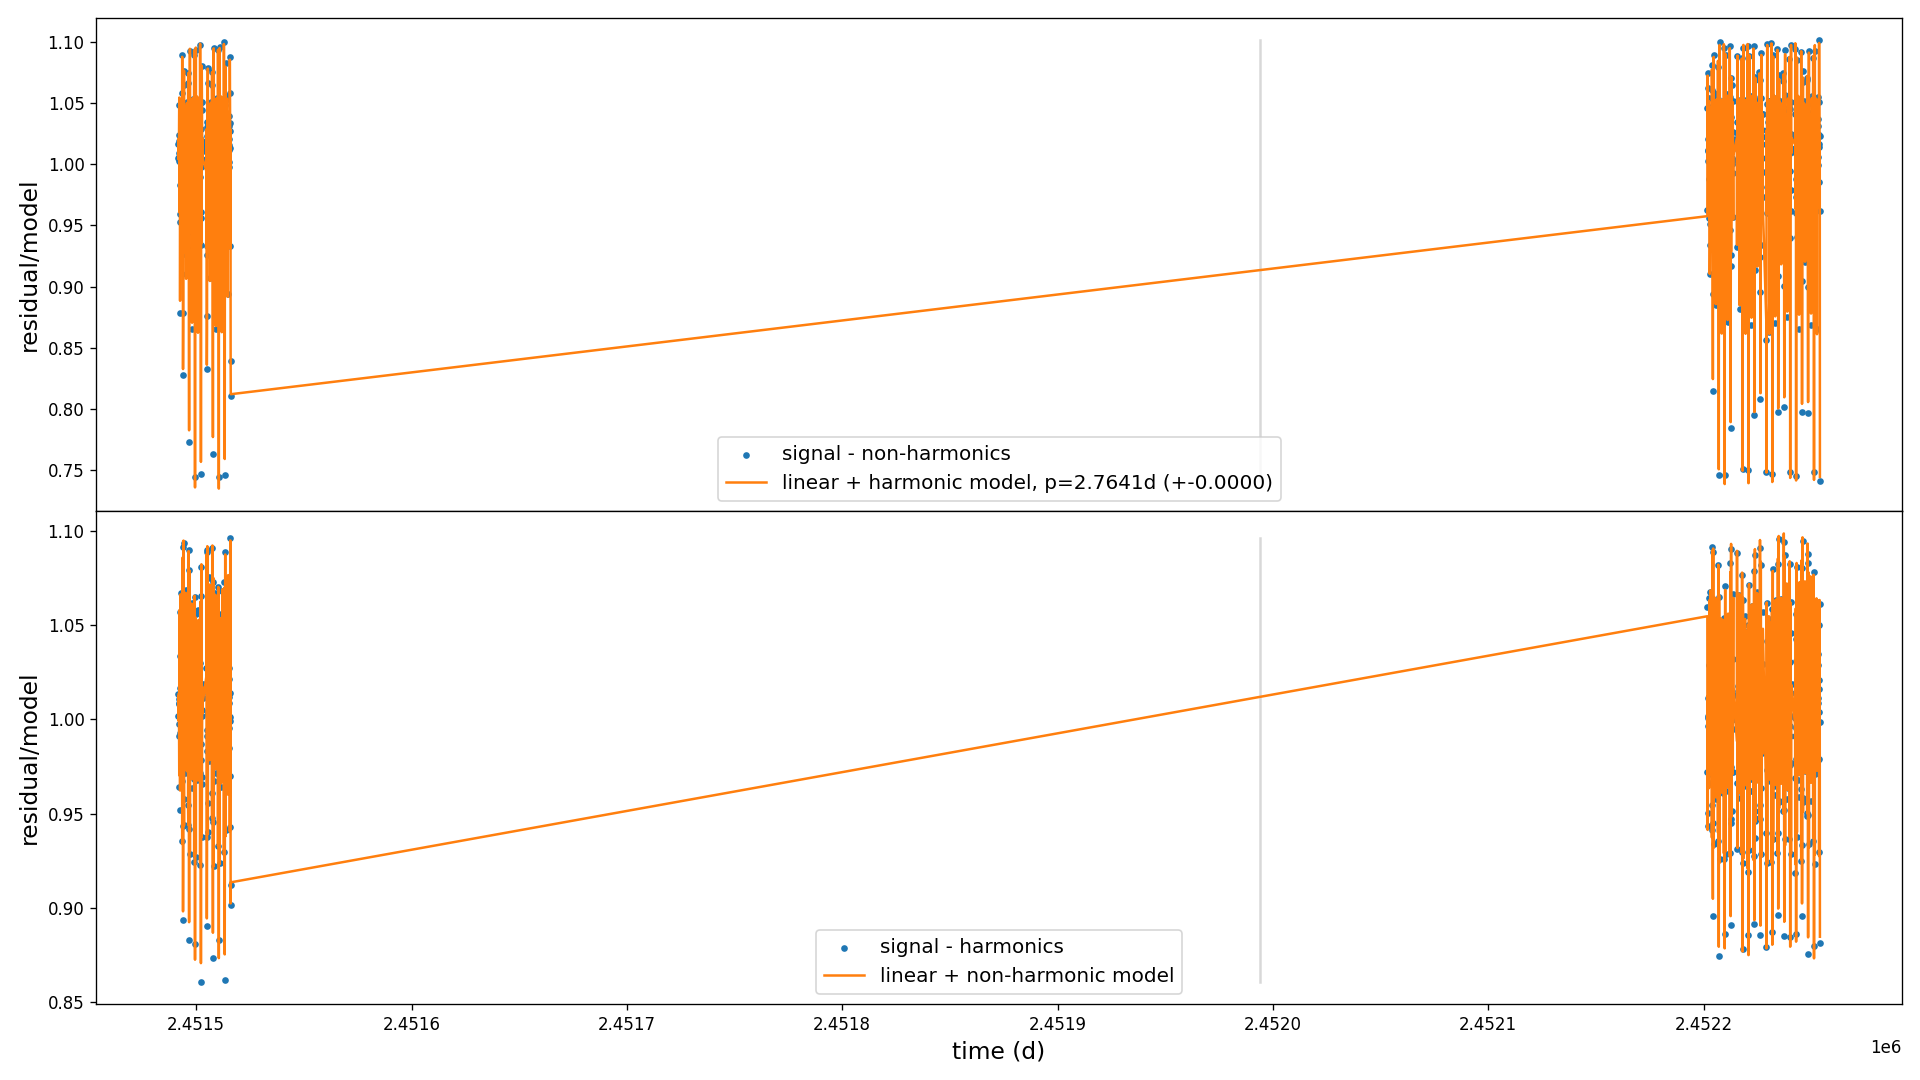 1.10
1.05
1.00
0.95
0.90
0.85
0.80
0.75
residual/model
signal - non-harmonics
linear + harmonic model, p=2.7641d (+-0.0000)
1.10
1.05
1.00
0.95
0.90
0.85
residual/model
signal - harmonics
linear + non-harmonic model
2.4515 2.4516 2.4517 2.4518 2.4519 2.4520 2.4521 2.4522
1e6
time (d)